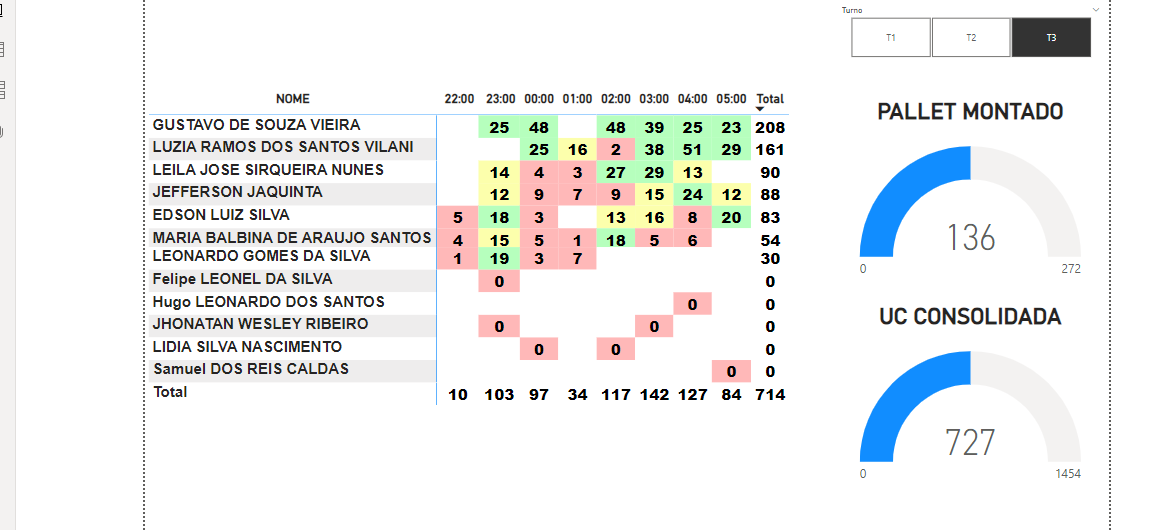 Turno
T1 T2 T3
NOME 22:00 23:00 00:00 01:00 02:00 03:00 04:00 05:00 Total
GUSTAVO DE SOUZA VIEIRA 25 48 48 39 25 23 208
LUZIA RAMOS DOS SANTOS VILANI 25 16 2 38 51 29 161
LEILA JOSE SIRQUEIRA NUNES 14 4 3 27 29 13 90
JEFFERSON JAQUINTA 12 9 7 9 15 24 12 88
EDSON LUIZ SILVA 5 18 3 13 16 8 20 83
MARIA BALBINA DE ARAUJO SANTOS 4 15 5 1 18 5 6 54
LEONARDO GOMES DA SILVA 1 19 3 7 30
Felipe LEONEL DA SILVA 0 0
Hugo LEONARDO DOS SANTOS 0 0
JHONATAN WESLEY RIBEIRO 0 0 0
LIDIA SILVA NASCIMENTO 0 0 0
Samuel DOS REIS CALDAS 0 0
Total 10 103 97 34 117 142 127 84 714
PALLET MONTADO
136
0 272
UC CONSOLIDADA
727
0 1454